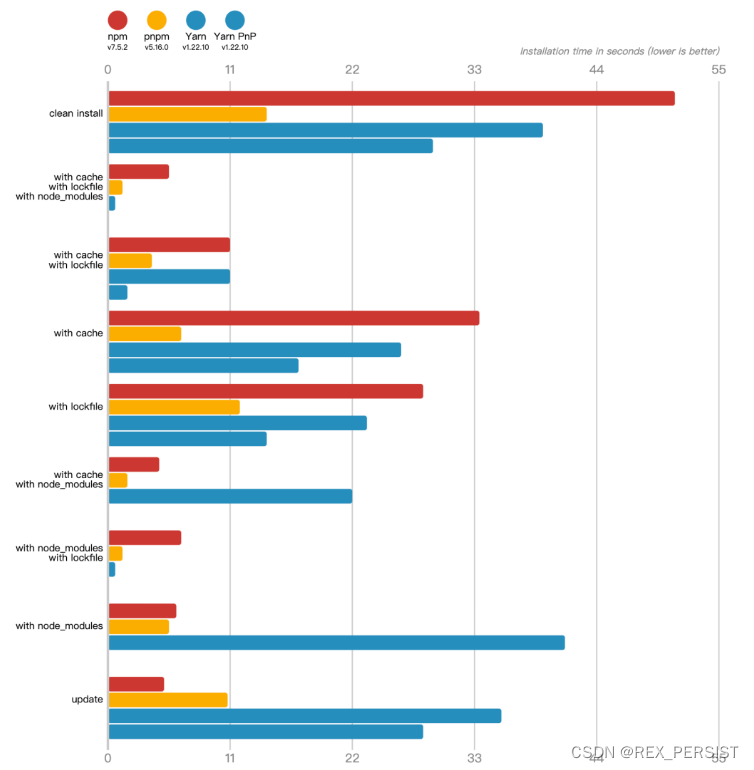 npm
v7.5.2
pnpm
v5.16.0
Yarn
v1.22.10
Yarn PnP
v1.22.10
Installation time in seconds (lower is better)
0 11 22 33 44 55
clean install
with cache
with lockfile
with node_modules
with cache
with lockfile
with cache
with lockfile
with cache
with node_modules
with node_modules
with lockfile
with node_modules
update
0 11 22 33 44 55
CSDN @REX_PERSIST